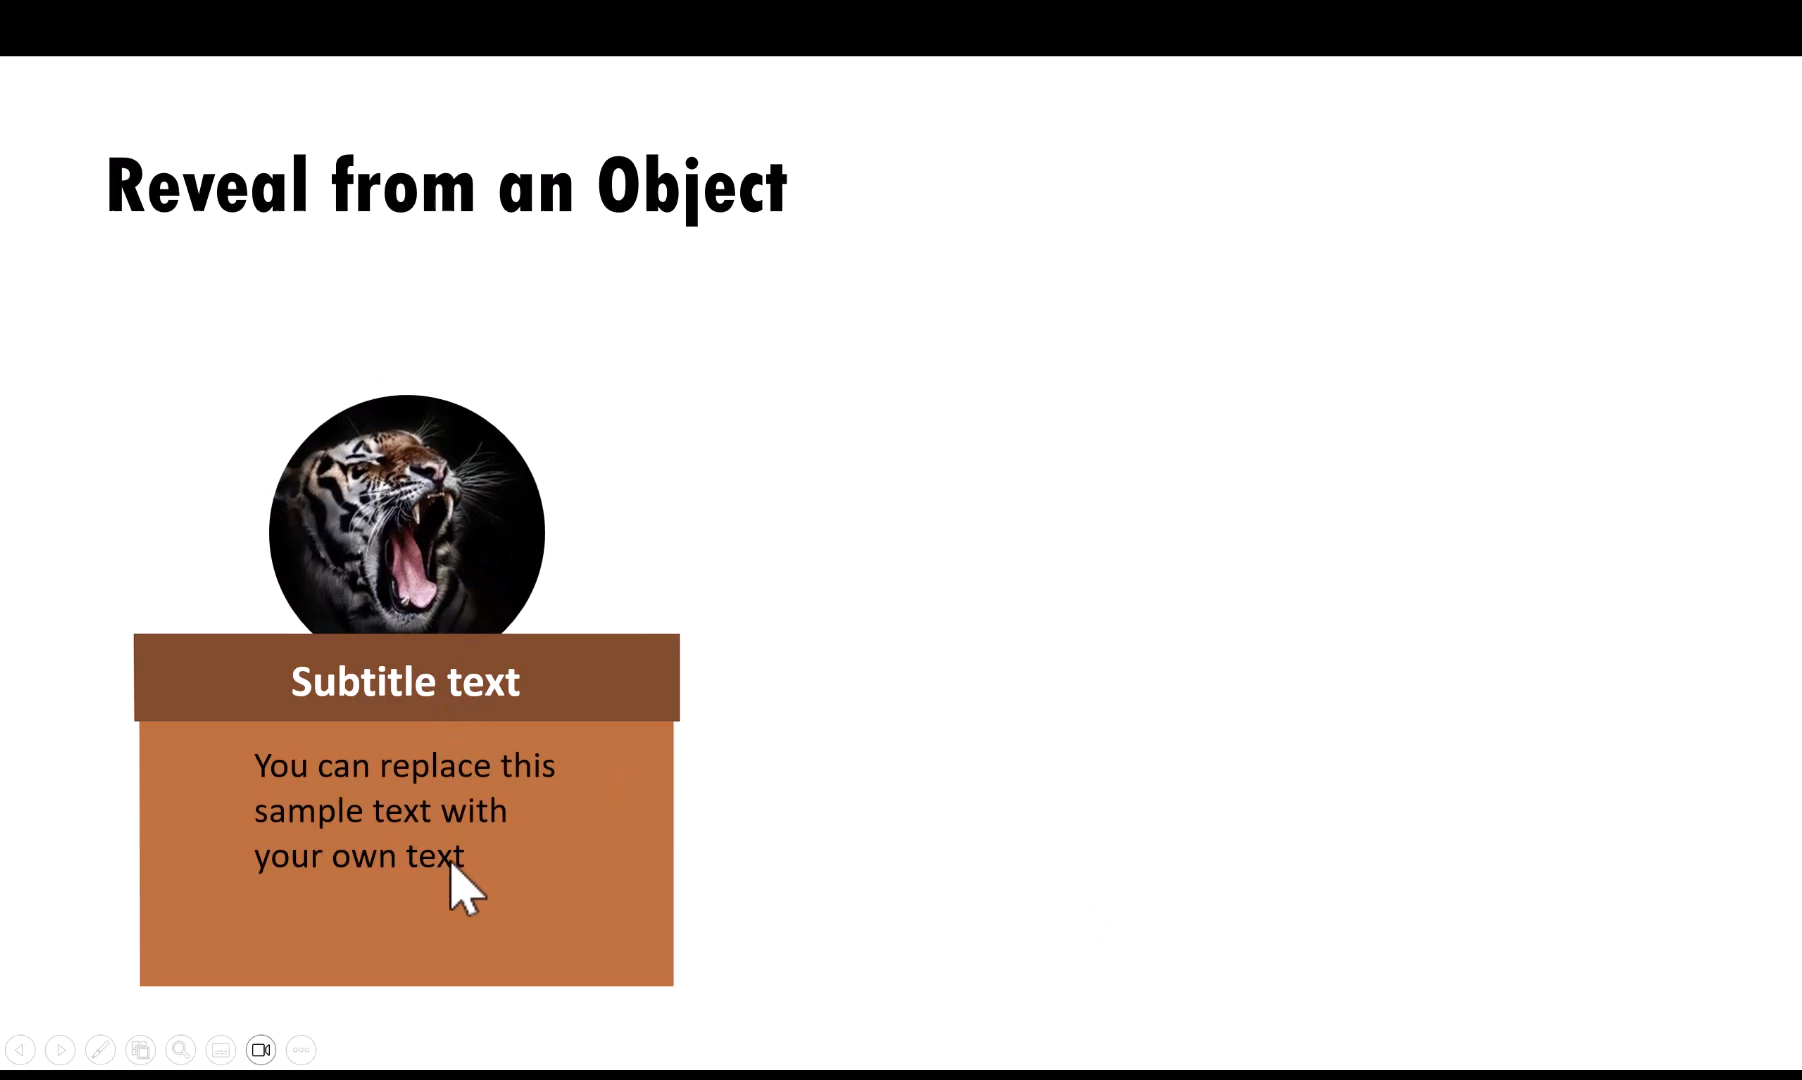 Reveal from an Object
Subtitle text
You can replace this
sample text with
your own text